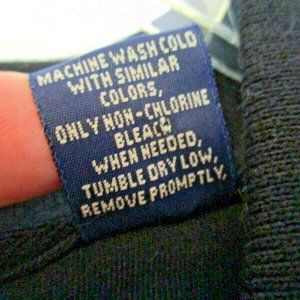 MACHINE WASH COLD
WITH SIMILAR
COLORS,
ONLY NON-CHLORINE
BLEACH
WHEN NEEDED,
TUMBLE DRY LOW,
REMOVE PROMPTLY.